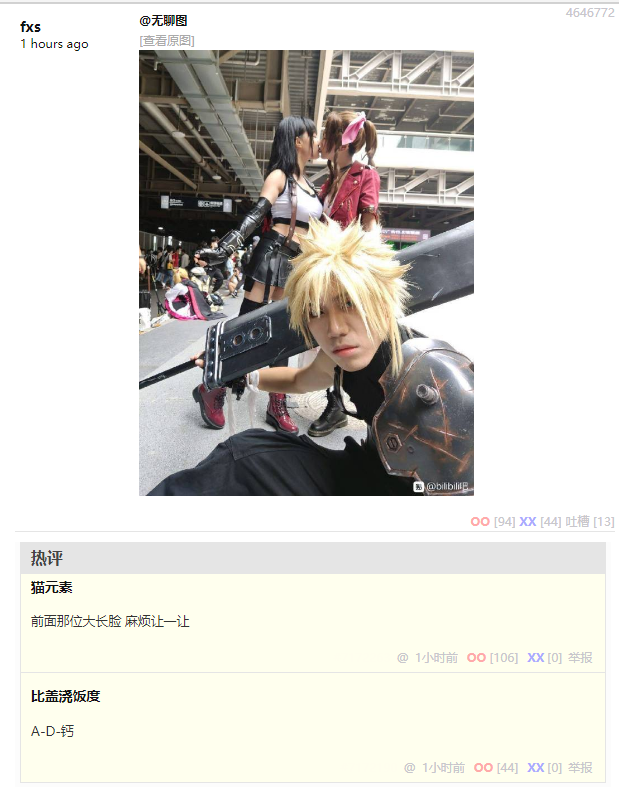 fxs
1 hours ago
@无聊图
4646772
[查看原图]
@bilibili吧
OO [94] XX [44] 吐槽 [13]
热评
猫元素
前面那位大长脸 麻烦让一让
@ 1小时前 OO [106] XX [0] 举报
比盖浇饭度
A-D-钙
@ 1小时前 OO [44] XX [0] 举报